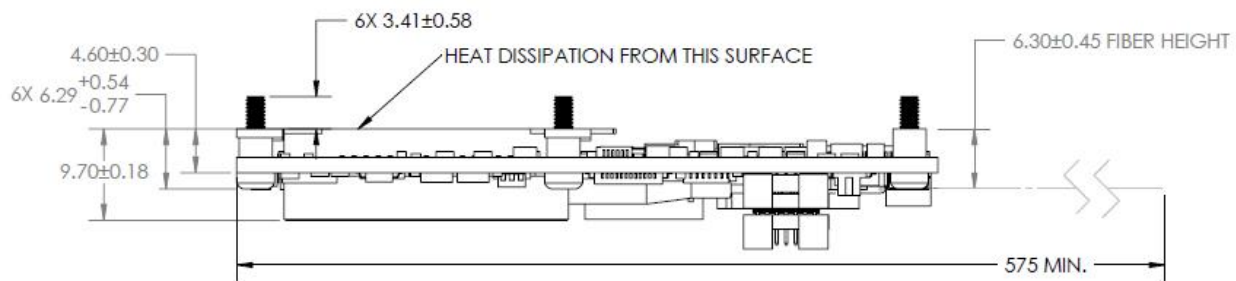 6X 3.41±0.58
4.60±0.30
HEAT DISSIPATION FROM THIS SURFACE
6.30±0.45 FIBER HEIGHT
6X 6.29 +0.54 -0.77
9.70±0.18
575 MIN.